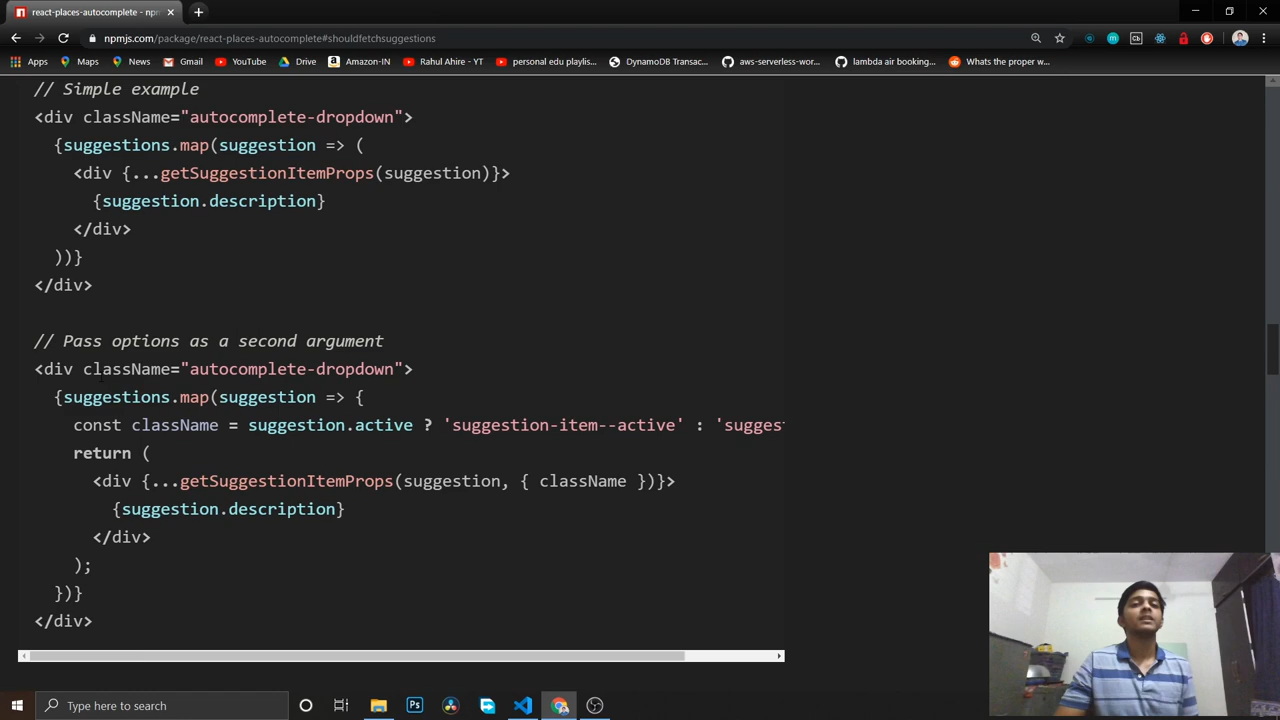 react-places-autocomplete - npm
npmjs.com/package/react-places-autocomplete#shouldfetchsuggestions
Apps
Maps
News
Gmail
YouTube
Drive
Amazon-IN
Rahul Ahire - YT
personal edu playlis...
DynamoDB Transac...
aws-serverless-wor...
lambda air booking...
Whats the proper w...
// Simple example
<div className="autocomplete-dropdown">
{suggestions.map(suggestion => (
<div {...getSuggestionItemProps(suggestion)}>
{suggestion.description}
</div>
))}
</div>
// Pass options as a second argument
<div className="autocomplete-dropdown">
{suggestions.map(suggestion => {
const className = suggestion.active ? 'suggestion-item--active' : 'sugges
return (
<div {...getSuggestionItemProps(suggestion, { className })}>
{suggestion.description}
</div>
);
})}
</div>
Type here to search